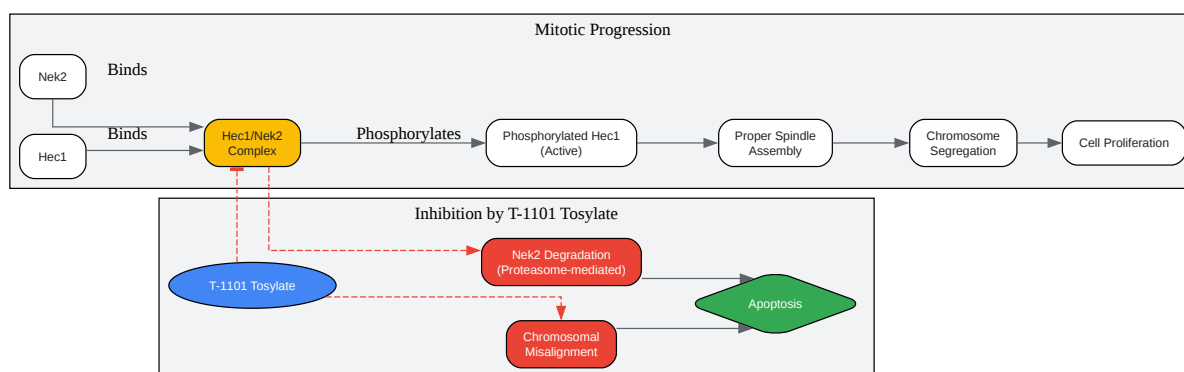 Mitotic Progression
Nek2
Binds
Hec1
Binds
Hec1/Nek2
Complex
Phosphorylates
Phosphorylated Hec1
(Active)
Proper Spindle
Assembly
Chromosome
Segregation
Cell Proliferation
Inhibition by T-1101 Tosylate
T-1101 Tosylate
Nek2 Degradation
(Proteasome-mediated)
Chromosomal
Misalignment
Apoptosis